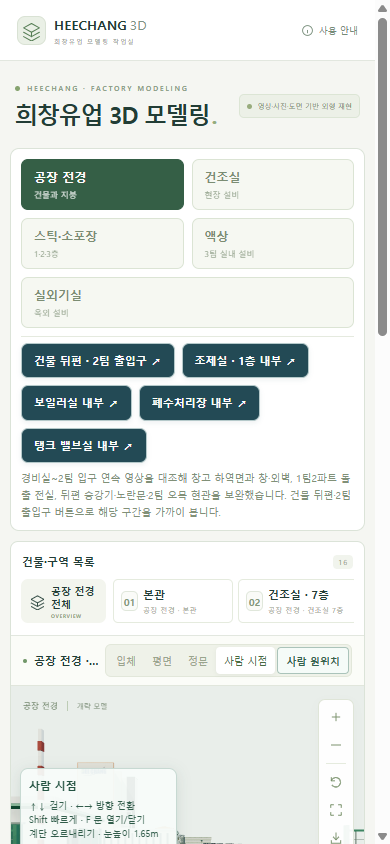 HEECHANG 3D
희창유업 모델링 작업실
사용 안내
HEECHANG · FACTORY MODELING
희창유업 3D 모델링.
영상·사진·도면 기반 외형 재현
공장 전경
건물과 지붕
건조실
현장 설비
스틱·소포장
1·2·3층
액상
3팀 실내 설비
실외기실
옥외 설비
건물 뒤편 · 2팀 출입구 ↗
조제실 · 1층 내부 ↗
보일러실 내부 ↗
폐수처리장 내부 ↗
탱크 밸브실 내부 ↗
경비실~2팀 입구 연속 영상을 대조해 창고 하역면과 창·외벽, 1팀2파트 돌
출 전실, 뒤편 승강기·노란문·2팀 오목 현관을 보완했습니다. 건물 뒤편·2팀
출입구 버튼으로 해당 구간을 가까이 봅니다.
건물·구역 목록
16
공장 전경
전체
OVERVIEW
01
본관
공장 전경 · 본관
02
건조실 · 7층
공장 전경 · 건조실 7층
공장 전경 ·...
입체
평면
정문
사람 시점
사람 원위치
공장 전경
개략 모형
사람 시점
↑↓ 걷기 · ←→ 방향 전환
Shift 빠르게 · F 문 열기/닫기
계단 오르내리기 · 눈높이 1.65m